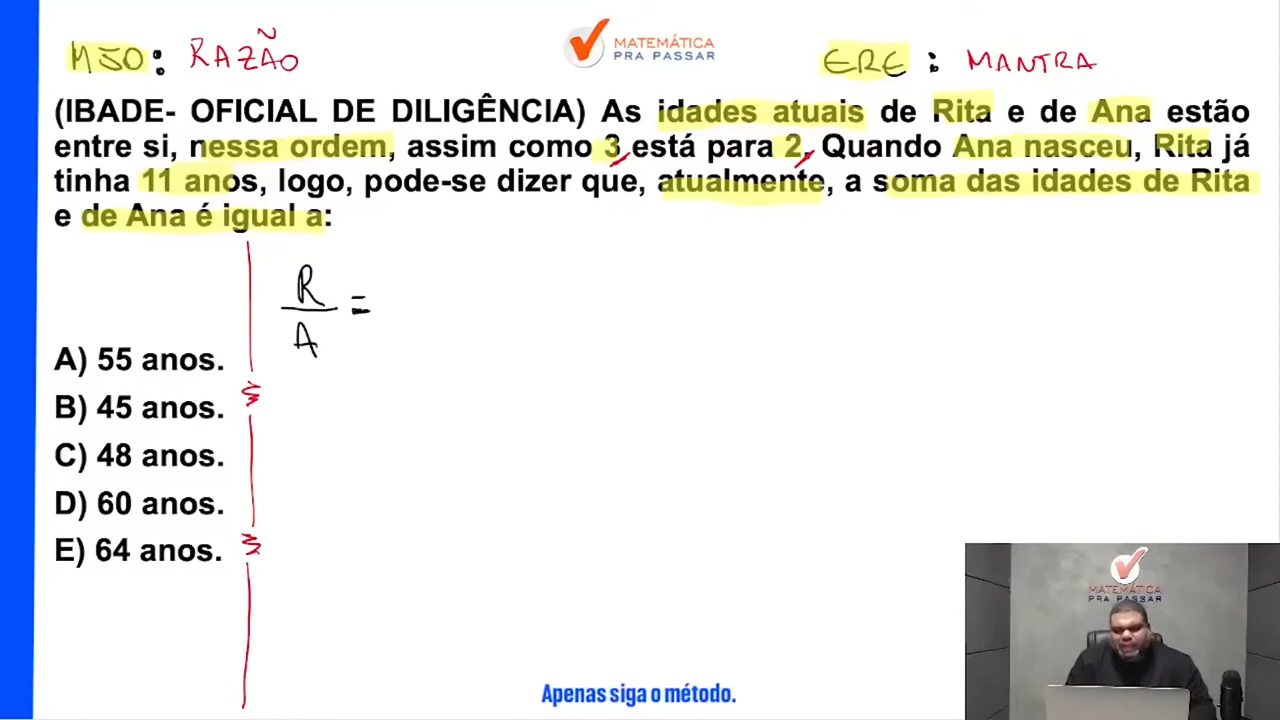 MJO: RAZÃO
MATEMÁTICA
PRA PASSAR
ERE: MANTRA
(IBADE- OFICIAL DE DILIGÊNCIA) As idades atuais de Rita e de Ana estão
entre si, nessa ordem, assim como 3 está para 2. Quando Ana nasceu, Rita já
tinha 11 anos, logo, pode-se dizer que, atualmente, a soma das idades de Rita
e de Ana é igual a:
R
A =
A) 55 anos.
B) 45 anos.
C) 48 anos.
D) 60 anos.
E) 64 anos.
MATEMÁTICA
PRA PASSAR
Apenas siga o método.